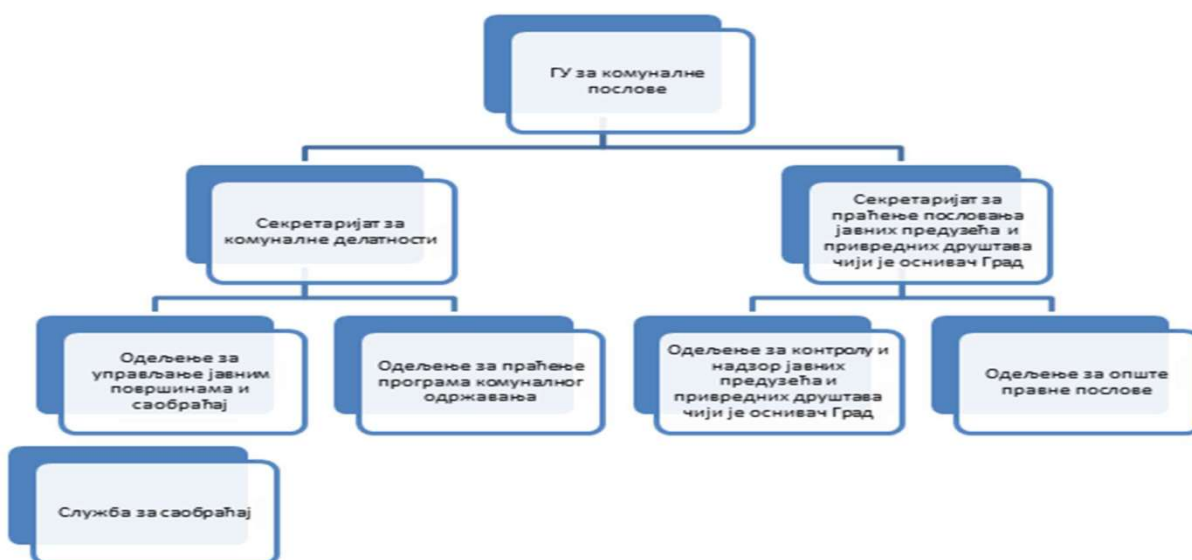 ГУ за комуналне
послове
Секретаријат за
комуналне делатности
Секретаријат за
праћење пословања
јавних предузећа и
привредних друштава
чији је оснивач Град
Одељење за
управљање јавним
површинама и
саобраћај
Одељење за праћење
програма комуналног
одржавања
Одељење за контролу и
надзор јавних
предузећа и
привредних друштава
чији је оснивач Град
Одељење за опште
правне послове
Служба за саобраћај